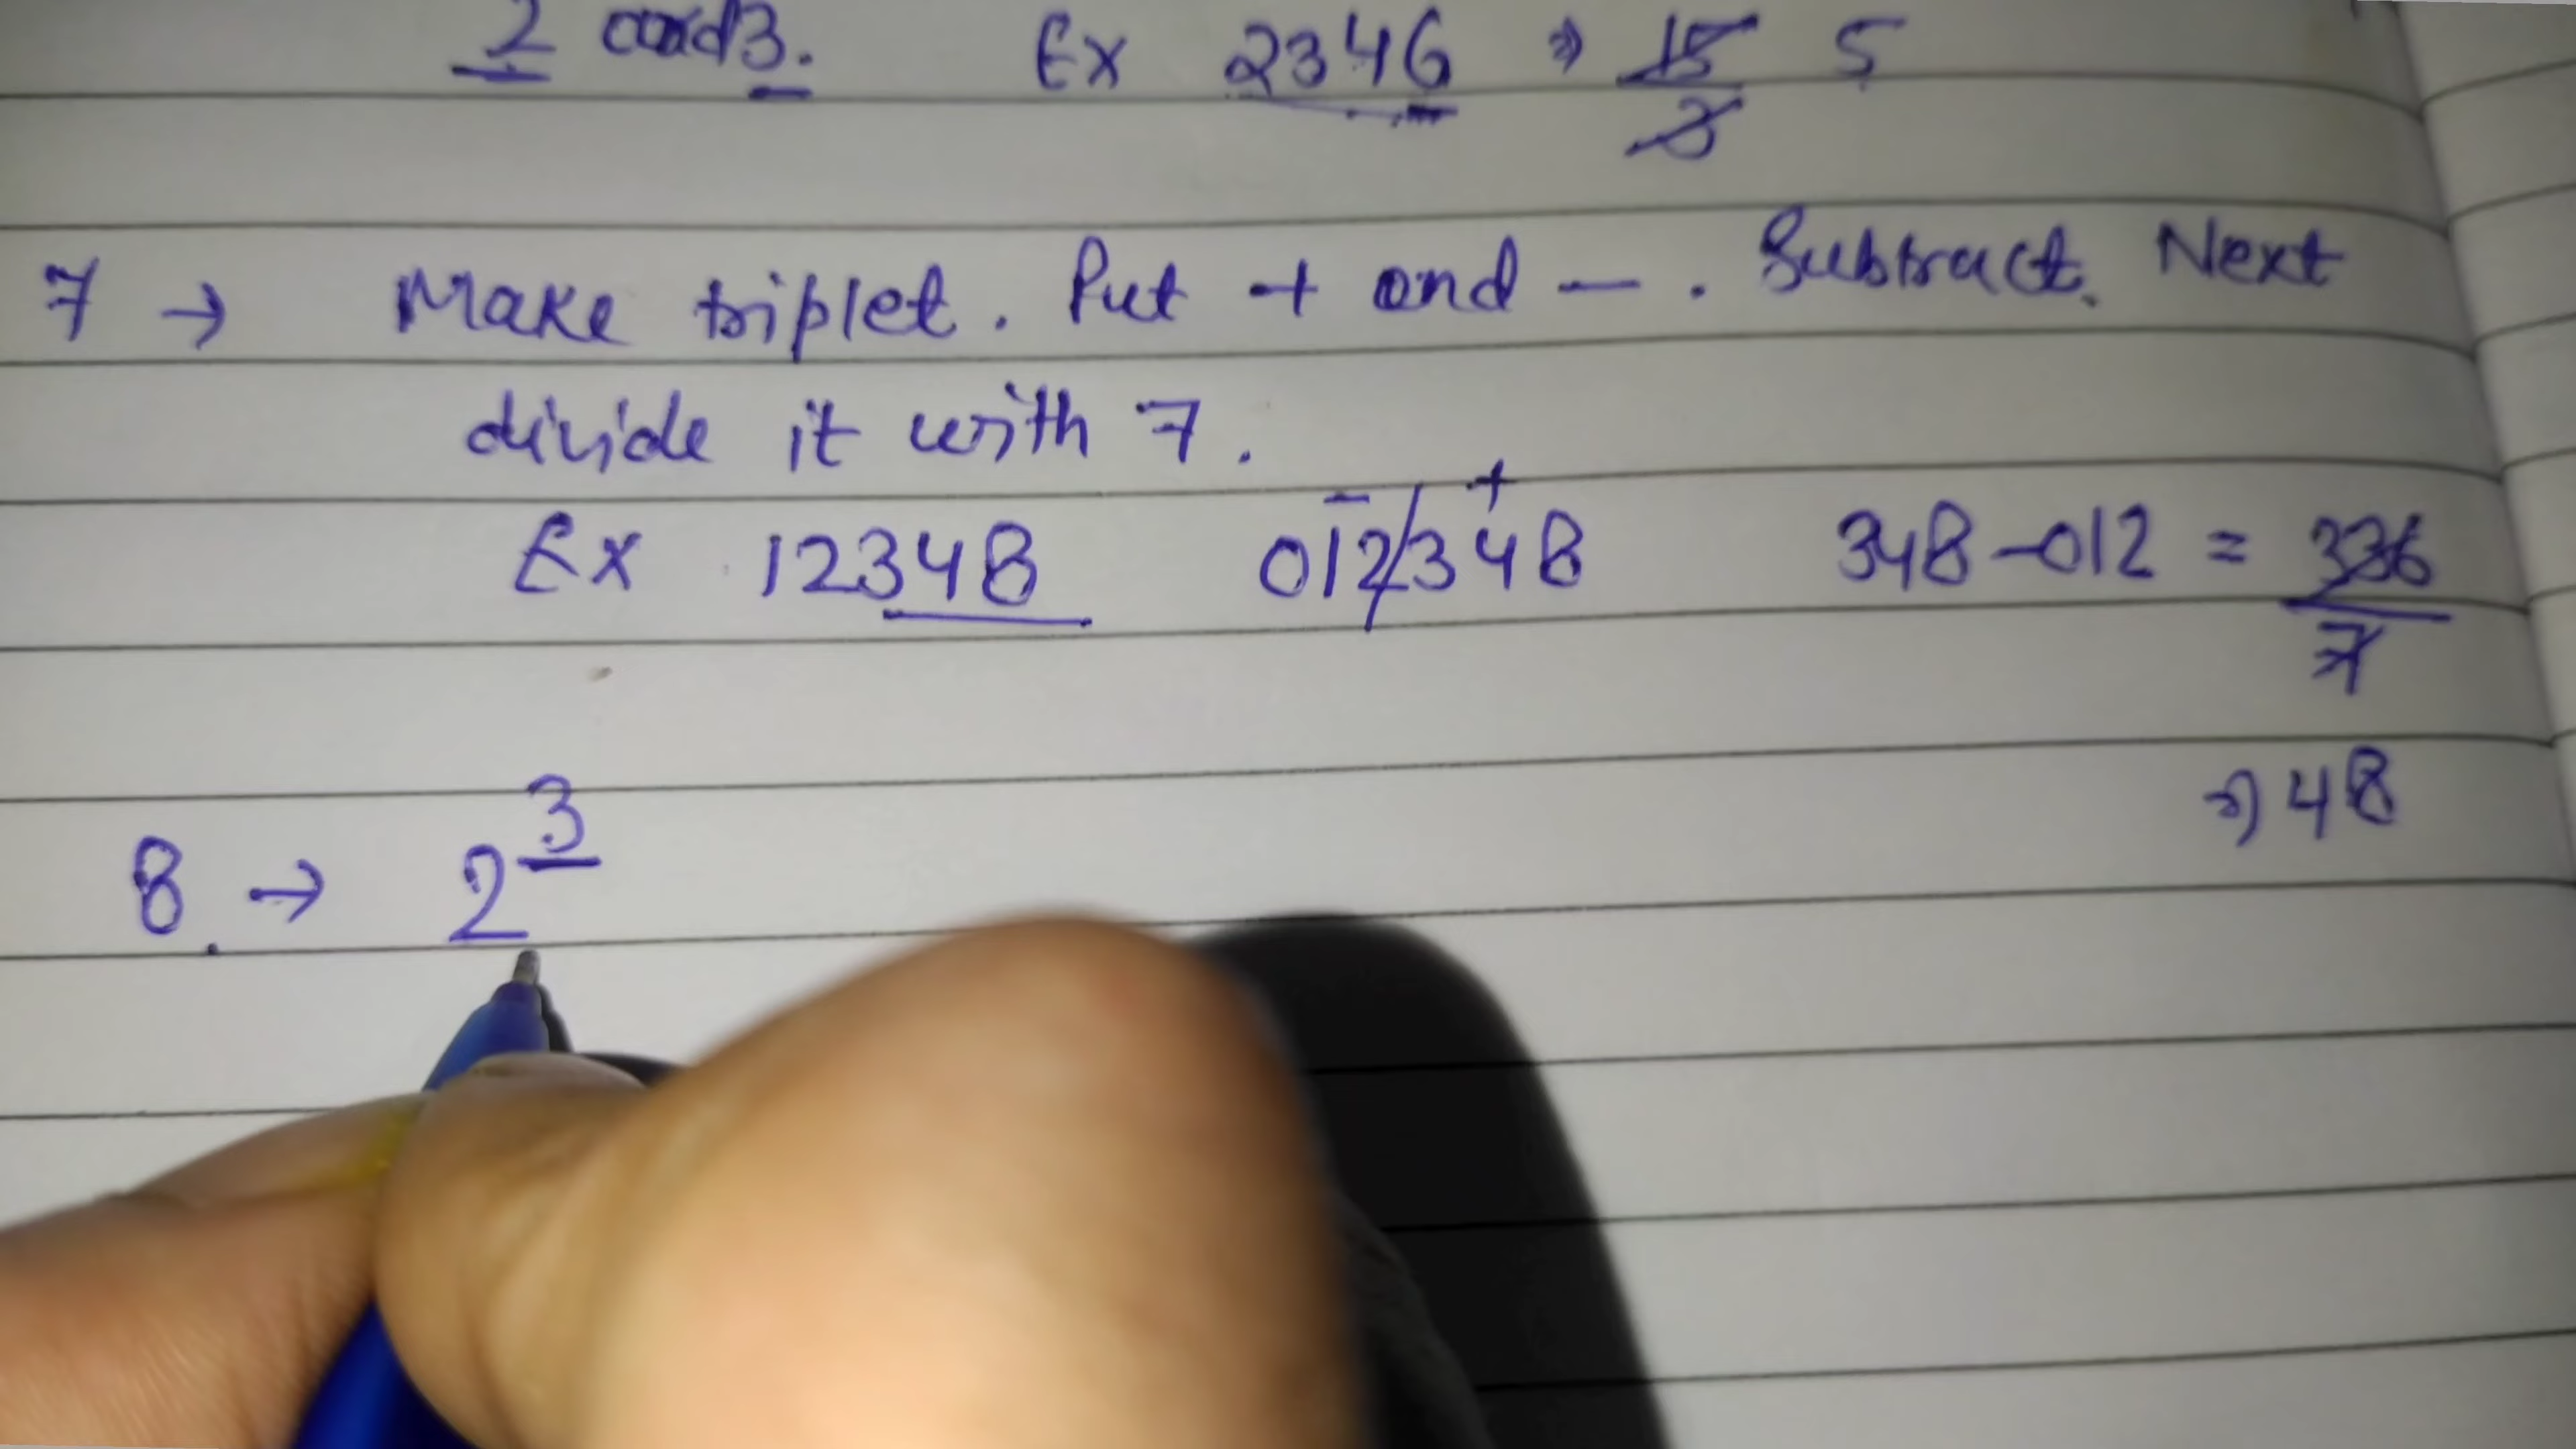 2 and 3. Ex 2346 ⇒ 15/3 5
7 → Make triplet. Put + and − . Subtract. Next
divide it with 7.
− +
Ex 12348 012/348 348-012 = 336/7
⇒ 48
8. → 2³